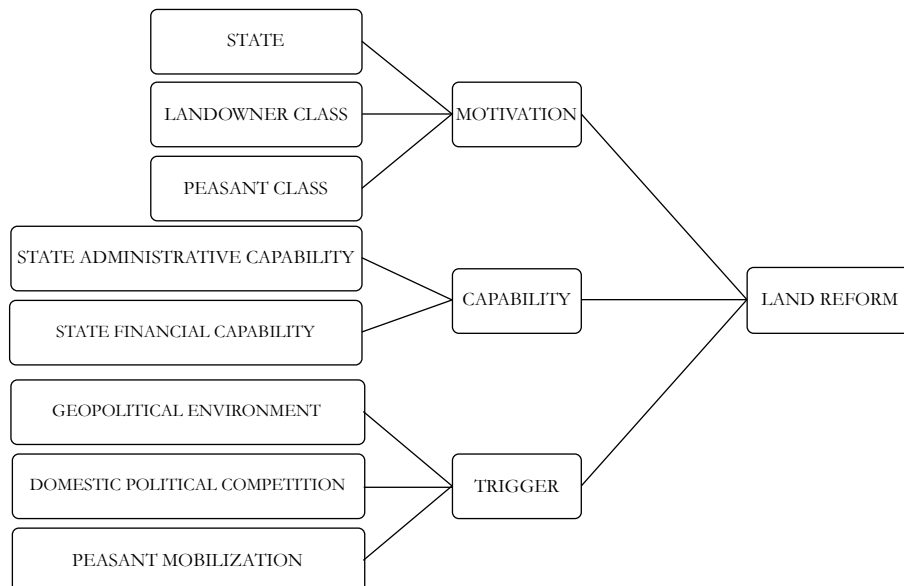 STATE
LANDOWNER CLASS
PEASANT CLASS
MOTIVATION
STATE ADMINISTRATIVE CAPABILITY
STATE FINANCIAL CAPABILITY
CAPABILITY
LAND REFORM
GEOPOLITICAL ENVIRONMENT
DOMESTIC POLITICAL COMPETITION
PEASANT MOBILIZATION
TRIGGER